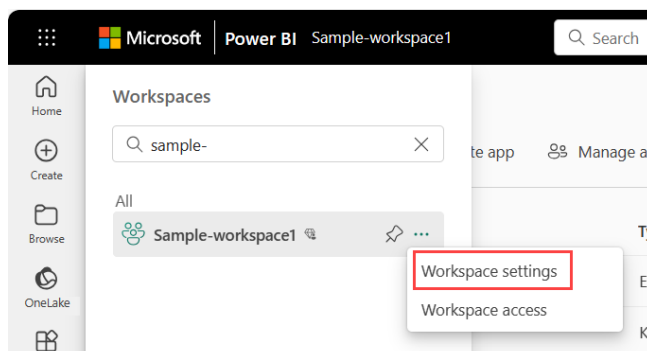 Microsoft Power BI Sample-workspace1 Search
Home
Create
Browse
OneLake
Workspaces
sample-
All
Sample-workspace1
Workspace settings
Workspace access
app
Manage